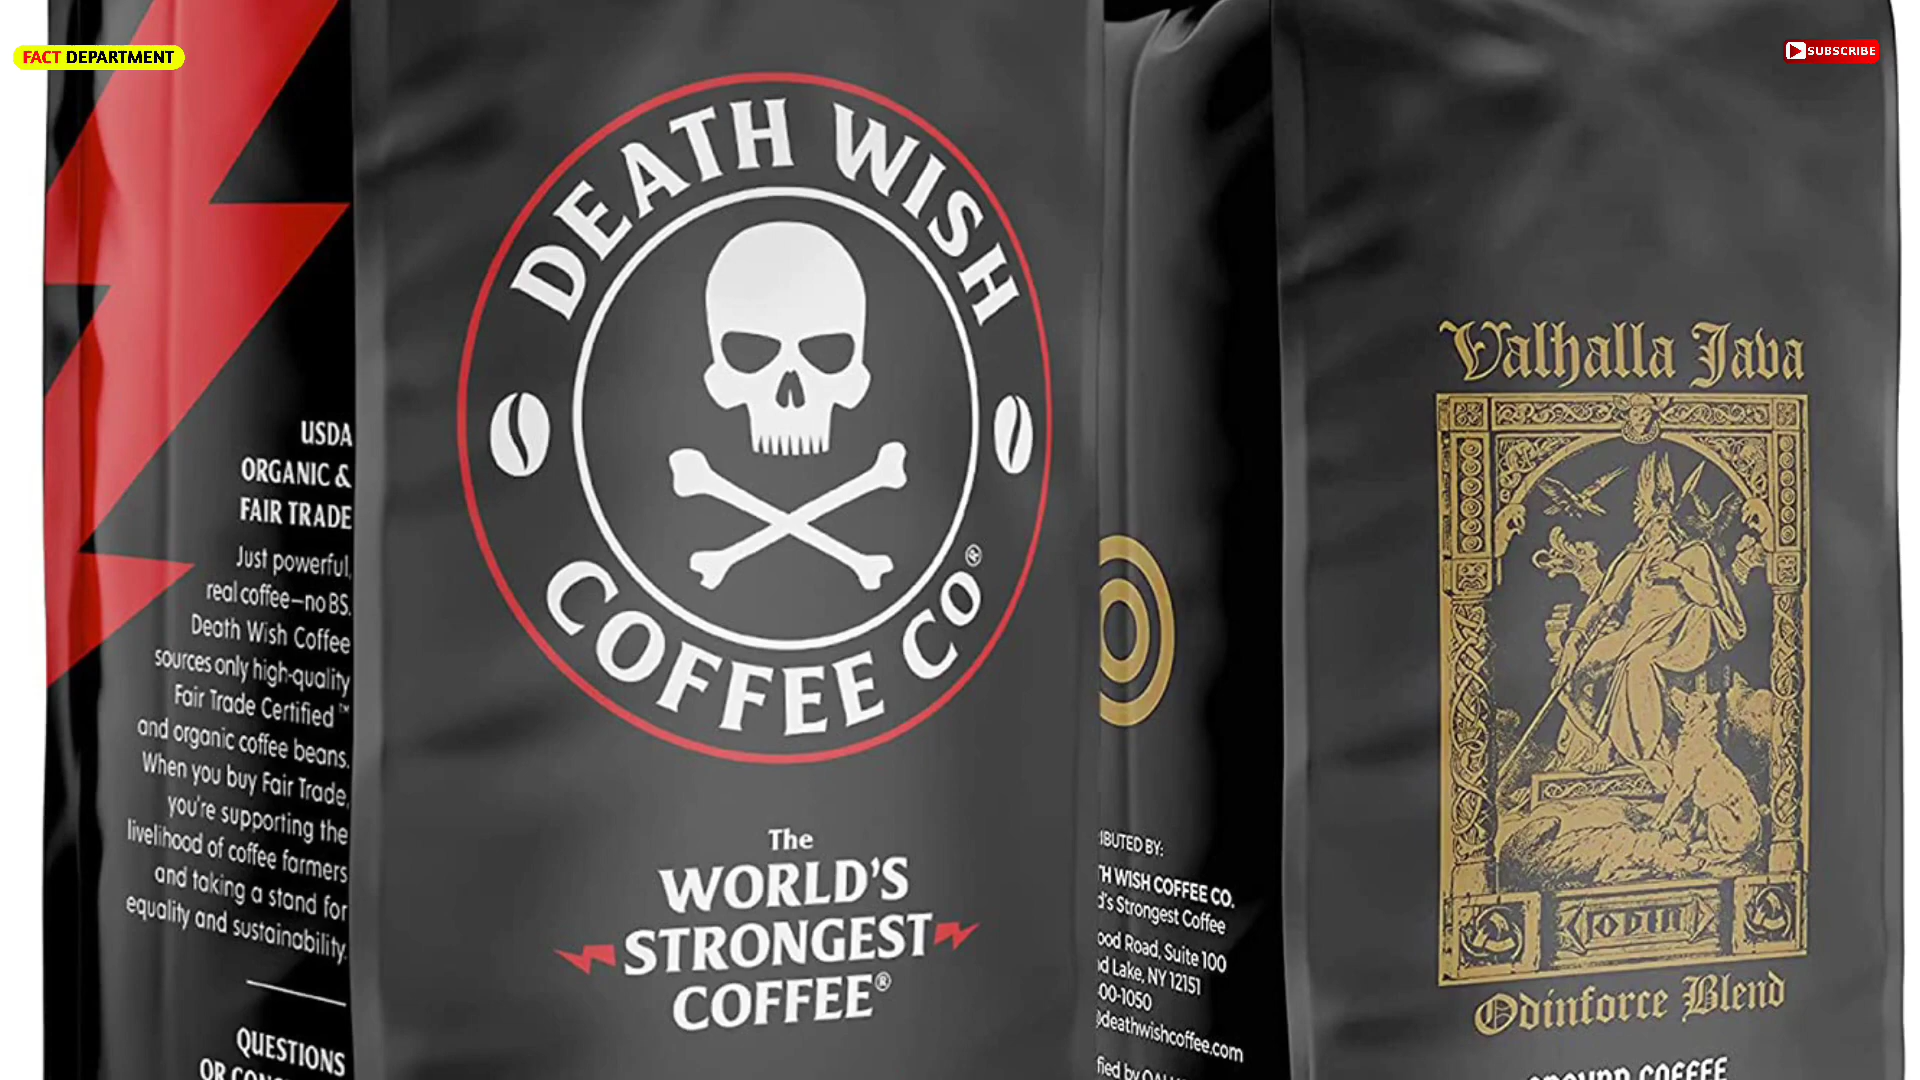 FACT DEPARTMENT
SUBSCRIBE
USDA
ORGANIC &
FAIR TRADE
Just powerful,
real coffee—no BS.
Death Wish Coffee
sources only high-quality
Fair Trade Certified™
and organic coffee beans.
When you buy Fair Trade,
you're supporting the
livelihood of coffee farmers
and taking a stand for
equality and sustainability.
QUESTIONS
OR
DEATH WISH
COFFEE CO®
The
WORLD'S
STRONGEST
COFFEE®
BY:
WISH COFFEE CO.
Strongest Coffee
Road, Suite 100
Lake, NY 12151
00-1050
deathwishcoffee.com
by
Valhalla Java
ODIN
Odinforce Blend
GROUND COFFEE